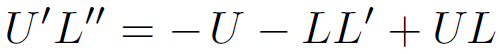 U′L″ = −U − LL′ + UL